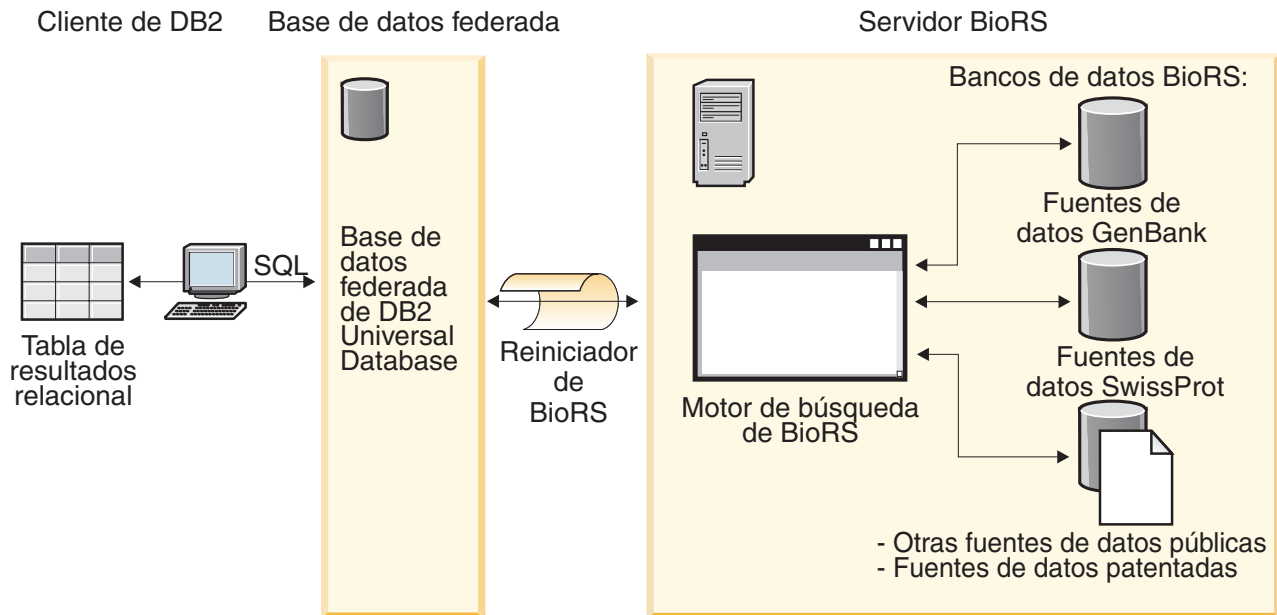 Cliente de DB2
Base de datos federada
Servidor BioRS
Bancos de datos BioRS:
Fuentes de
datos GenBank
SQL
Base de
datos
federada
de DB2
Universal
Database
Tabla de
resultados
relacional
Reiniciador
de
BioRS
Motor de búsqueda
de BioRS
Fuentes de
datos SwissProt
- Otras fuentes de datos públicas
- Fuentes de datos patentadas